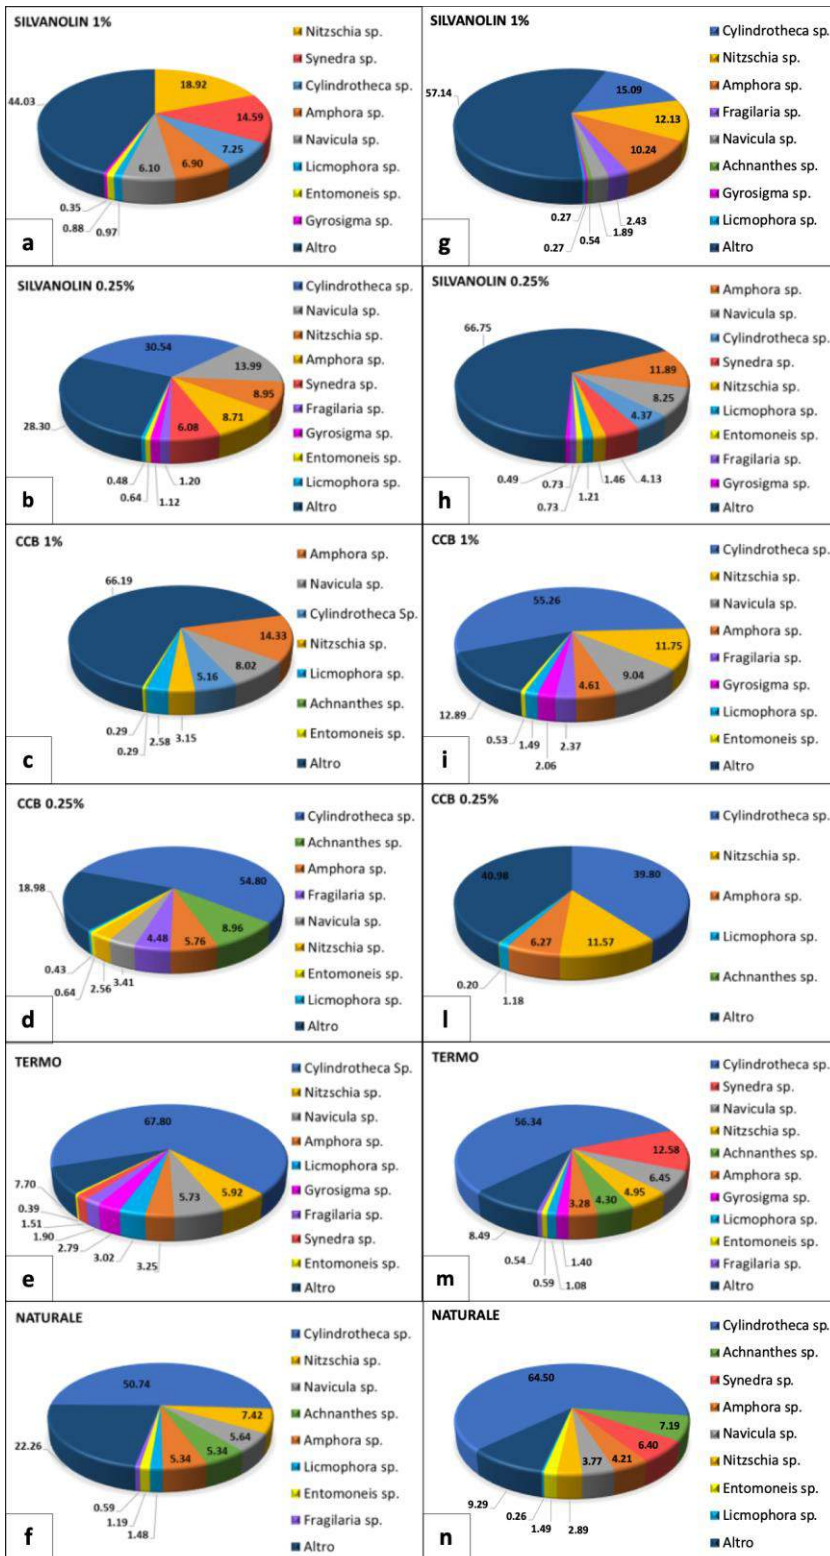 SILVANOLIN 1%
Nitzschia sp.
Synedra sp.
Cylindrotheca sp.
Amphora sp.
Navicula sp.
Licmophora sp.
Entomoneis sp.
Gyrosigma sp.
Altro
44.03
18.92
14.59
7.25
6.90
6.10
0.97
0.88
0.35
a
SILVANOLIN 1%
Cylindrotheca sp.
Nitzschia sp.
Amphora sp.
Fragilaria sp.
Navicula sp.
Achnanthes sp.
Gyrosigma sp.
Licmophora sp.
Altro
57.14
15.09
12.13
10.24
2.43
1.89
0.54
0.27
0.27
g
SILVANOLIN 0.25%
Cylindrotheca sp.
Navicula sp.
Nitzschia sp.
Amphora sp.
Synedra sp.
Fragilaria sp.
Gyrosigma sp.
Entomoneis sp.
Licmophora sp.
Altro
30.54
13.99
8.95
8.71
6.08
1.20
1.12
0.64
0.48
28.30
b
SILVANOLIN 0.25%
Amphora sp.
Navicula sp.
Cylindrotheca sp.
Synedra sp.
Nitzschia sp.
Licmophora sp.
Entomoneis sp.
Fragilaria sp.
Gyrosigma sp.
Altro
66.75
11.89
8.25
4.37
4.13
1.46
1.21
0.73
0.73
0.49
h
CCB 1%
Amphora sp.
Navicula sp.
Cylindrotheca Sp.
Nitzschia sp.
Licmophora sp.
Achnanthes sp.
Entomoneis sp.
Altro
66.19
14.33
8.02
5.16
3.15
2.58
0.29
0.29
c
CCB 1%
Cylindrotheca sp.
Nitzschia sp.
Navicula sp.
Amphora sp.
Fragilaria sp.
Gyrosigma sp.
Licmophora sp.
Entomoneis sp.
Altro
55.26
11.75
9.04
4.61
2.37
2.06
1.49
0.53
12.89
i
CCB 0.25%
Cylindrotheca sp.
Achnanthes sp.
Amphora sp.
Fragilaria sp.
Navicula sp.
Nitzschia sp.
Entomoneis sp.
Licmophora sp.
Altro
54.80
8.96
5.76
4.48
3.41
2.56
0.64
0.43
18.98
d
CCB 0.25%
Cylindrotheca sp.
Nitzschia sp.
Amphora sp.
Licmophora sp.
Achnanthes sp.
Altro
40.98
39.80
11.57
6.27
1.18
0.20
l
TERMO
Cylindrotheca Sp.
Nitzschia sp.
Navicula sp.
Amphora sp.
Licmophora sp.
Gyrosigma sp.
Fragilaria sp.
Synedra sp.
Entomoneis sp.
Altro
67.80
5.92
5.73
3.25
3.02
2.79
1.90
1.51
0.39
7.70
e
TERMO
Cylindrotheca sp.
Synedra sp.
Navicula sp.
Nitzschia sp.
Achnanthes sp.
Amphora sp.
Gyrosigma sp.
Licmophora sp.
Entomoneis sp.
Fragilaria sp.
Altro
56.34
12.58
6.45
4.95
4.30
3.28
1.40
1.08
0.59
0.54
8.49
m
NATURALE
Cylindrotheca sp.
Nitzschia sp.
Navicula sp.
Achnanthes sp.
Amphora sp.
Licmophora sp.
Entomoneis sp.
Fragilaria sp.
Altro
50.74
7.42
5.64
5.34
5.34
1.48
1.19
0.59
22.26
f
NATURALE
Cylindrotheca sp.
Achnanthes sp.
Synedra sp.
Amphora sp.
Navicula sp.
Nitzschia sp.
Entomoneis sp.
Licmophora sp.
Altro
64.50
7.19
6.40
4.21
3.77
2.89
1.49
0.26
9.29
n